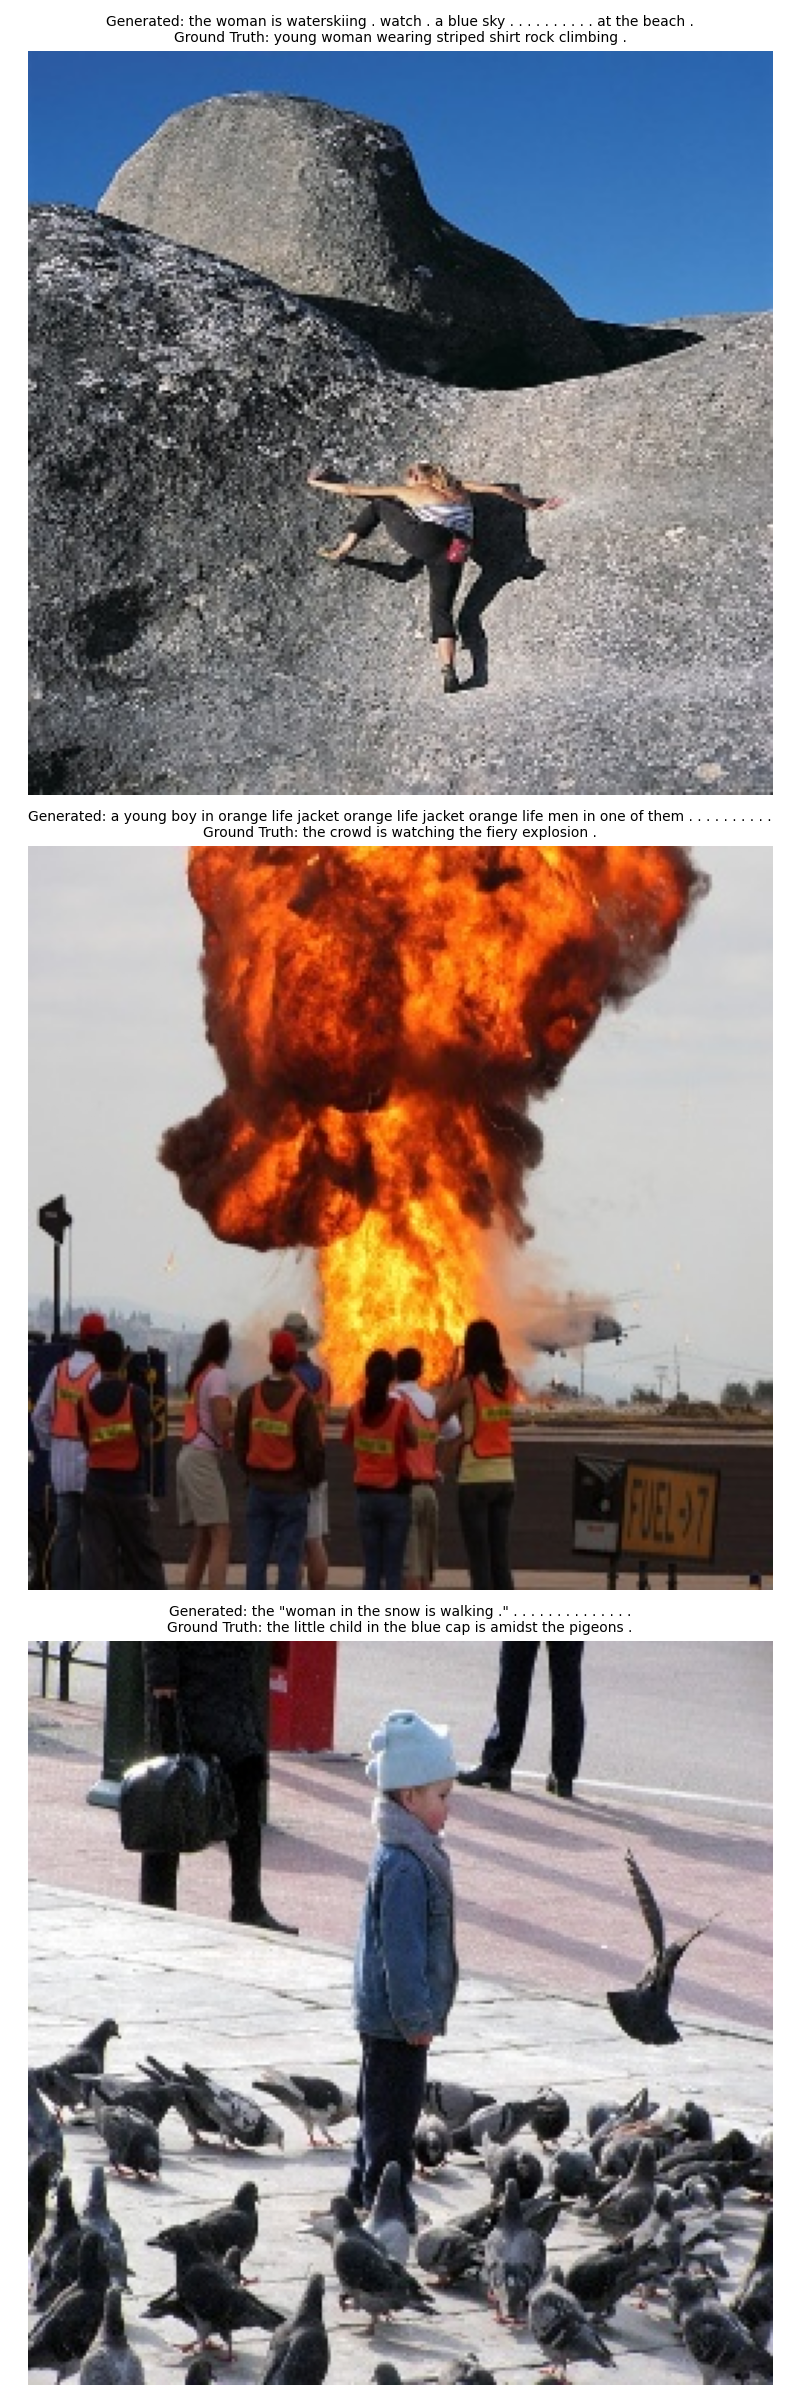 Generated: the woman is waterskiing . watch . a blue sky . . . . . . . . . . at the beach .
Ground Truth: young woman wearing striped shirt rock climbing .
Generated: a young boy in orange life jacket orange life jacket orange life men in one of them . . . . . . . . . .
Ground Truth: the crowd is watching the fiery explosion .
FUEL→7
Generated: the "woman in the snow is walking ." . . . . . . . . . . . . . .
Ground Truth: the little child in the blue cap is amidst the pigeons .